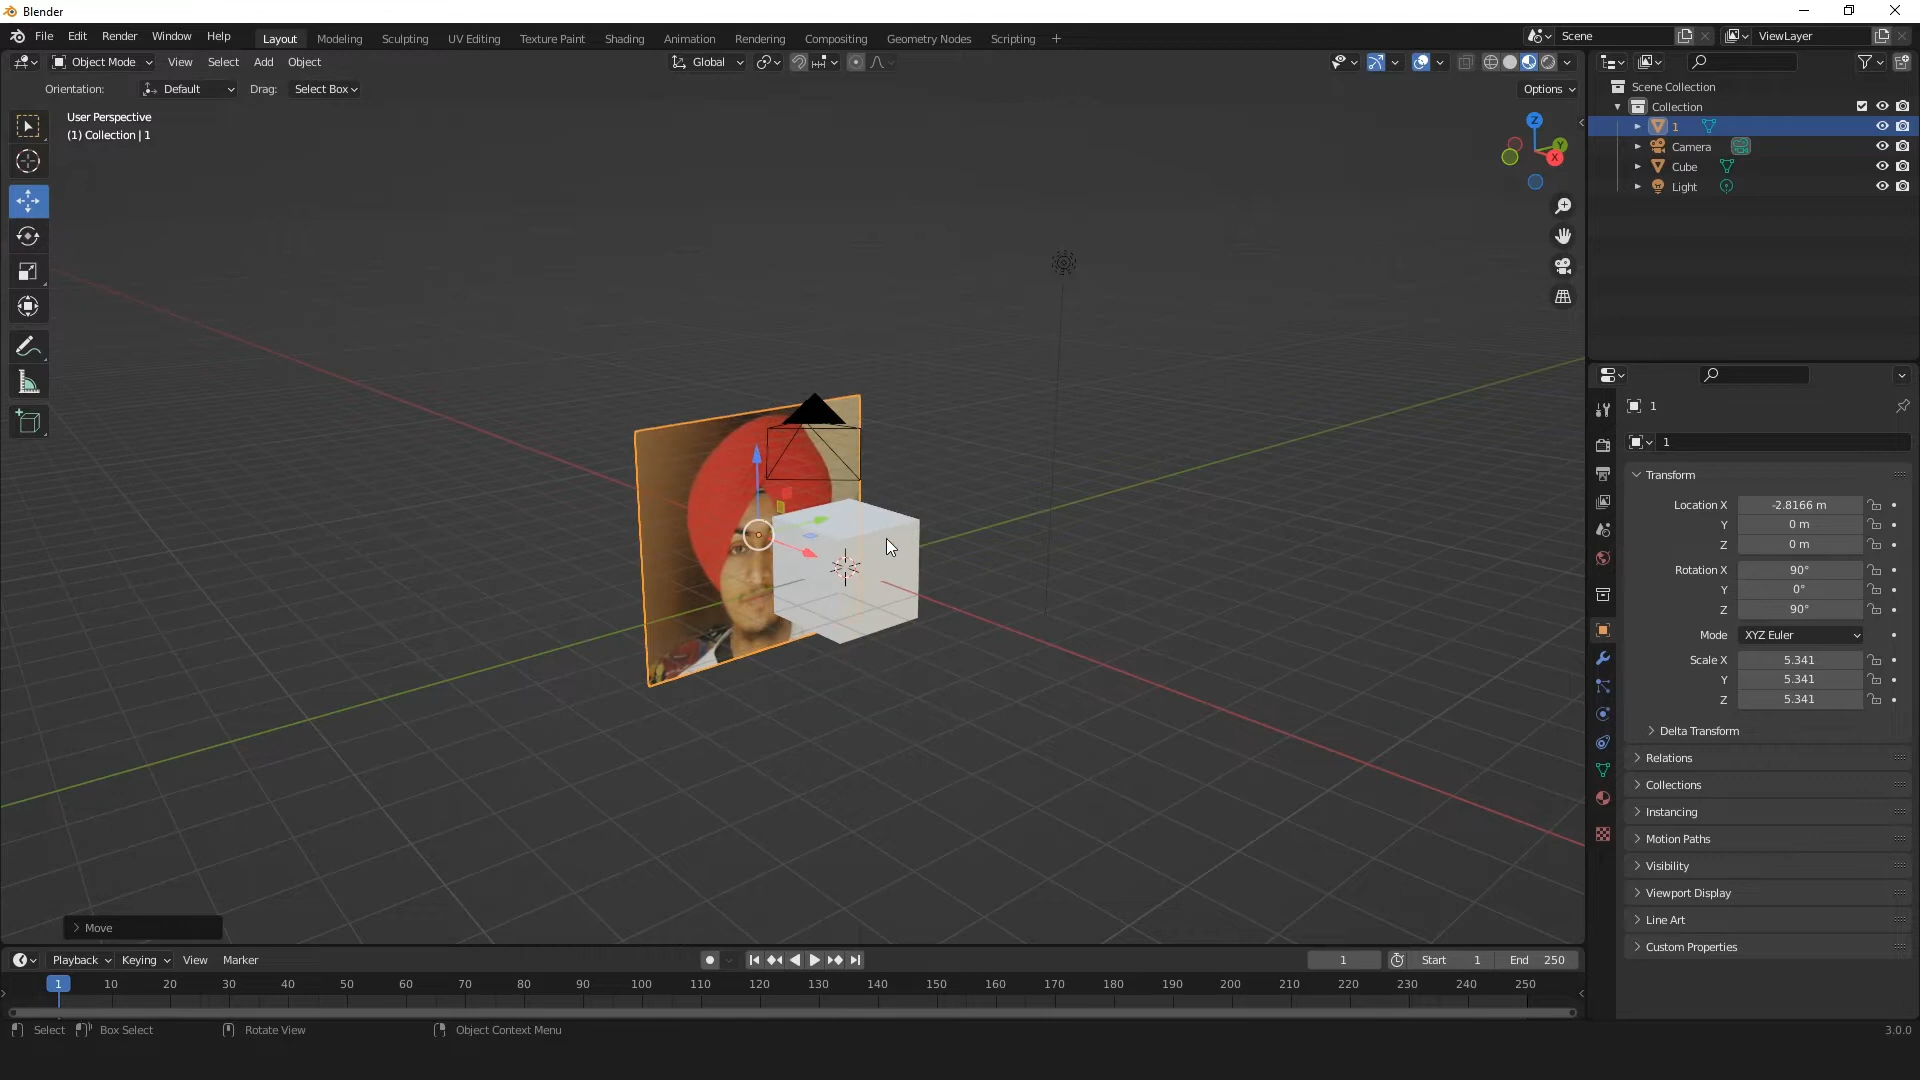 Blender
File Edit Render Window Help Layout Modeling Sculpting UV Editing Texture Paint Shading Animation Rendering Compositing Geometry Nodes Scripting + Scene ViewLayer
Object Mode View Select Add Object Global
Orientation: Default Drag: Select Box Options
User Perspective
(1) Collection | 1
Z
Y
X
Scene Collection
Collection
1
Camera
Cube
Light
1
1
Transform
Location X -2.8166 m
Y 0 m
Z 0 m
Rotation X 90°
Y 0°
Z 90°
Mode XYZ Euler
Scale X 5.341
Y 5.341
Z 5.341
Delta Transform
Relations
Collections
Instancing
Motion Paths
Visibility
Viewport Display
Line Art
Custom Properties
Move
Playback Keying View Marker 1 Start 1 End 250
1 10 20 30 40 50 60 70 80 90 100 110 120 130 140 150 160 170 180 190 200 210 220 230 240 250
Select Box Select Rotate View Object Context Menu 3.0.0